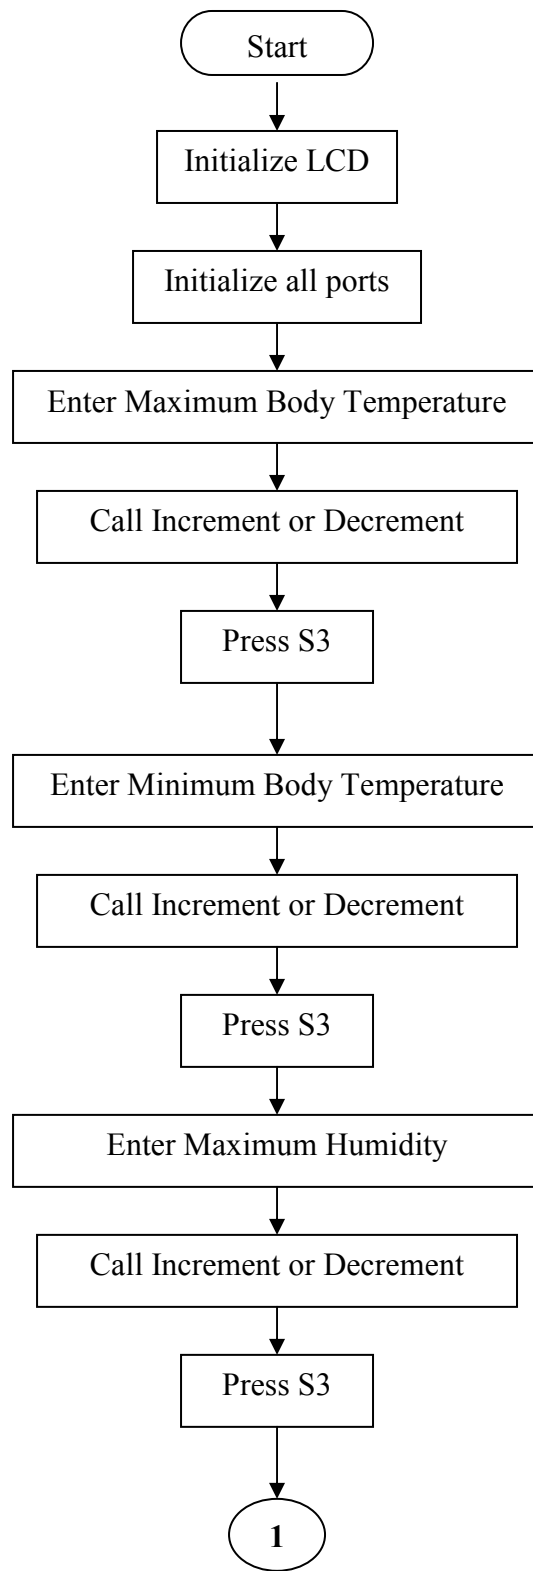 Start
Initialize LCD
Initialize all ports
Enter Maximum Body Temperature
Call Increment or Decrement
Press S3
Enter Minimum Body Temperature
Call Increment or Decrement
Press S3
Enter Maximum Humidity
Call Increment or Decrement
Press S3
1